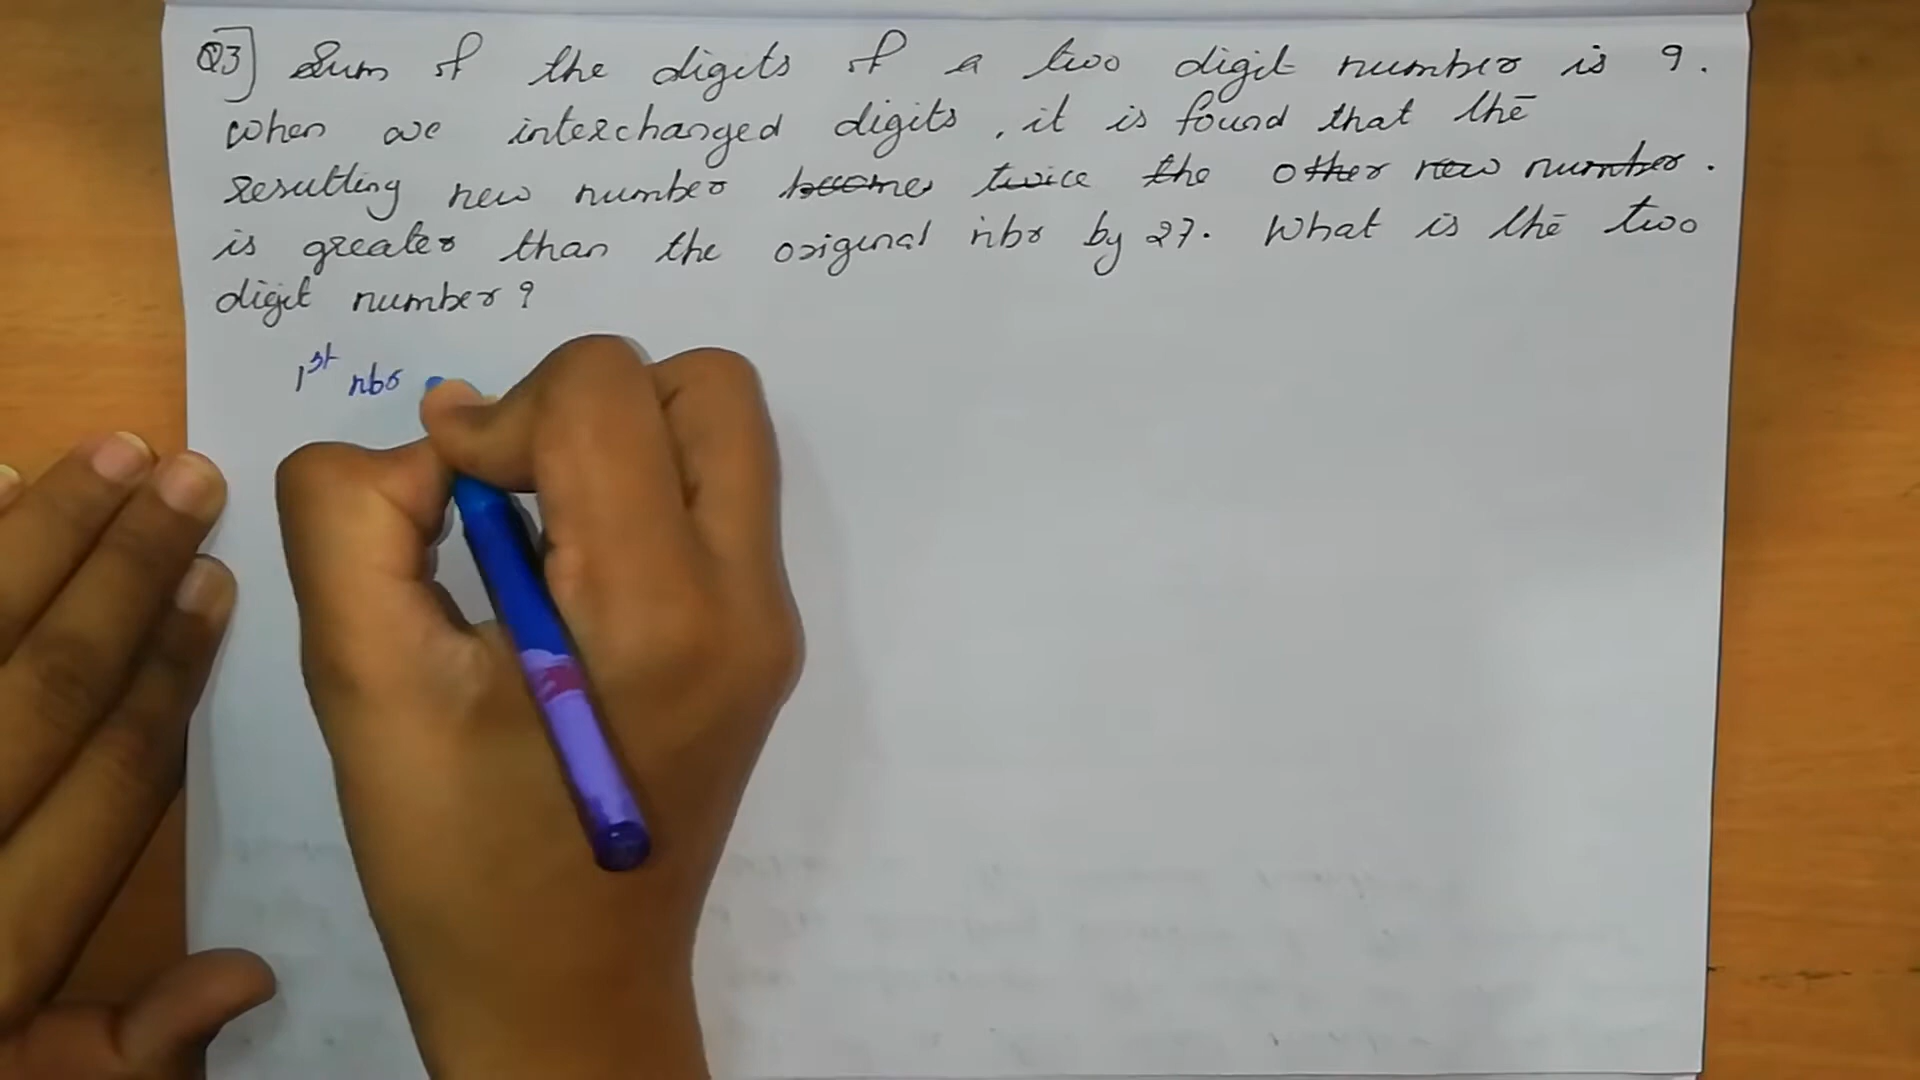 Q3] Sum of the digits of a two digit number is 9.
When we interchanged digits, it is found that the
resulting new number becomes twice the other new number.
is greater than the original nbr by 27. What is the two
digit number?
1st nbr